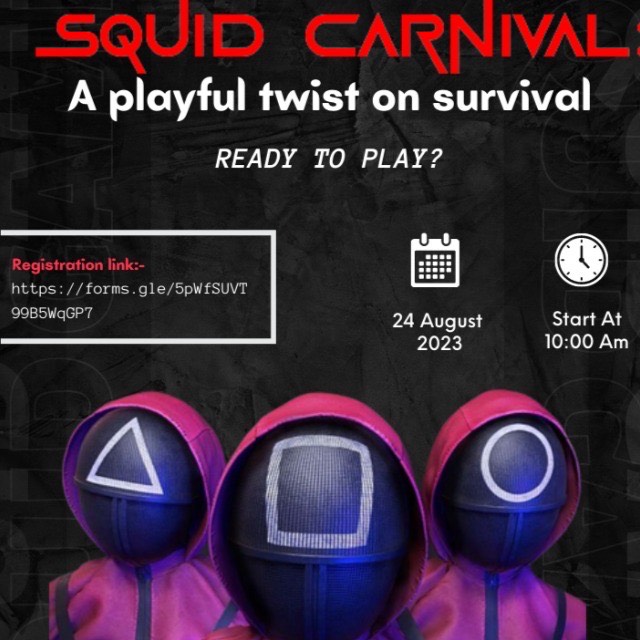 SQUID CARNIVAL
A playful twist on survival
READY TO PLAY?
Registration link:-
https://forms.gle/5pWfSUVT
99B5WqGP7
24 August
2023
Start At
10:00 Am